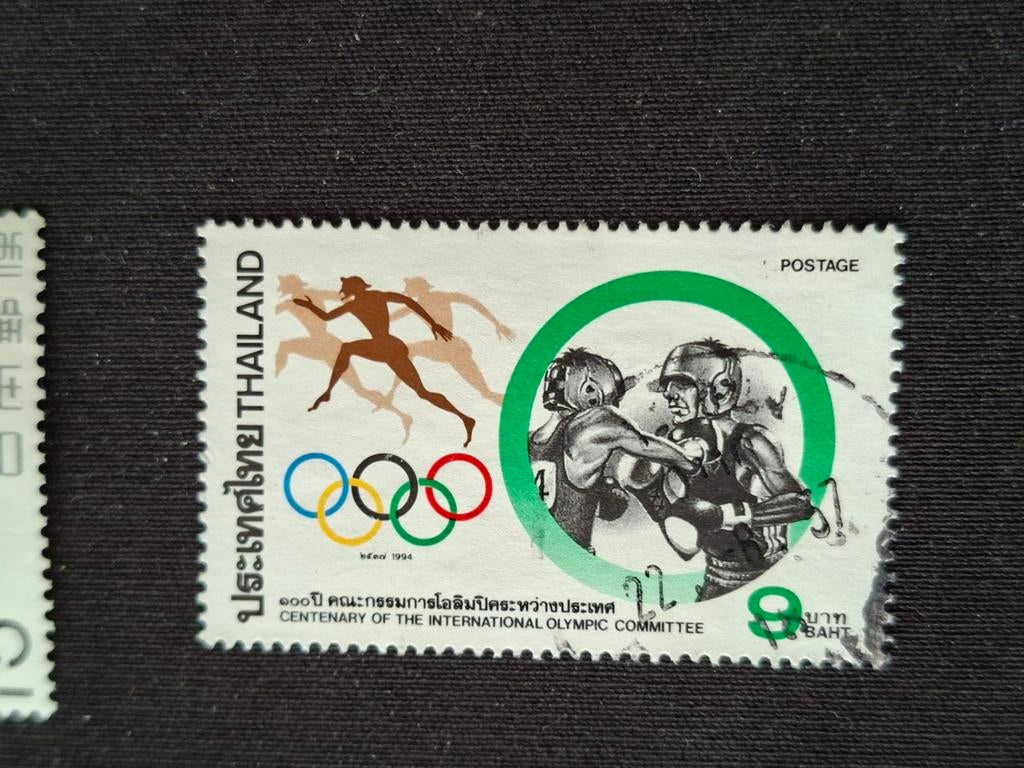 ประเทศไทย THAILAND
POSTAGE
4
๒๕๓๗ 1994
๑๐๐ปี คณะกรรมการโอลิมปิคระหว่างประเทศ
CENTENARY OF THE INTERNATIONAL OLYMPIC COMMITTEE
9 บาท
BAHT